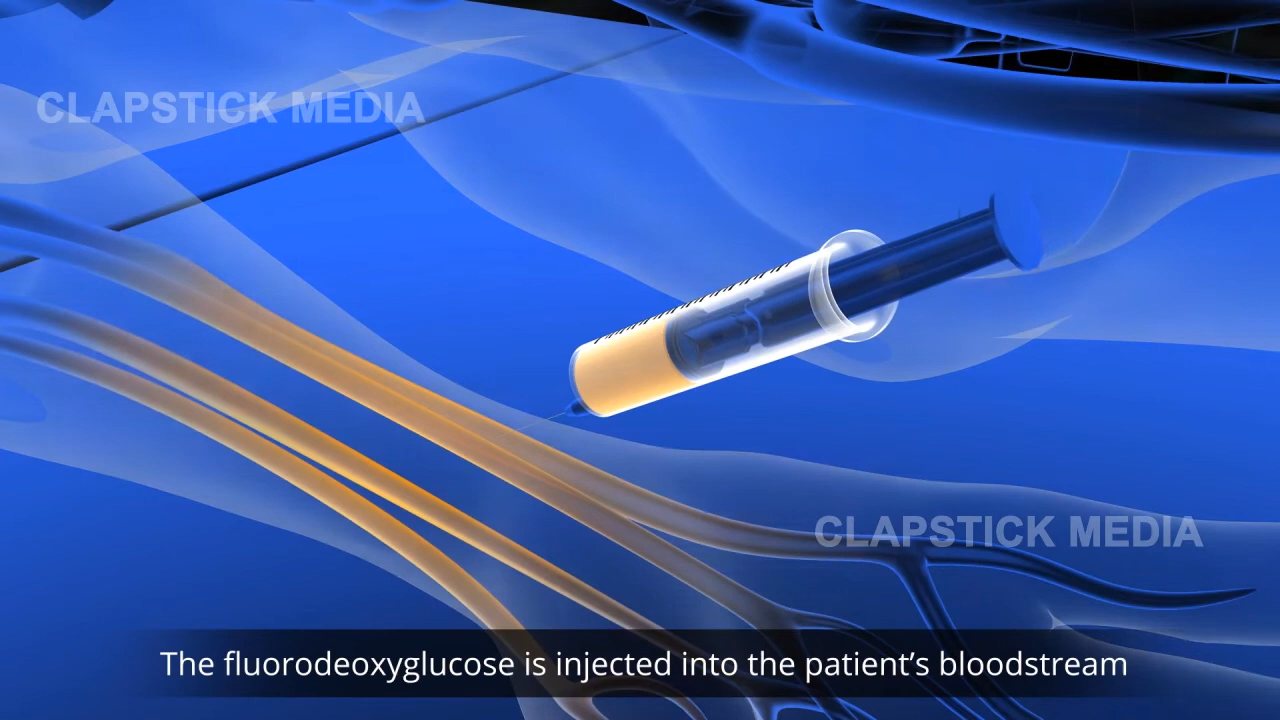 CLAPSTICK MEDIA
CLAPSTICK MEDIA
The fluorodeoxyglucose is injected into the patient’s bloodstream